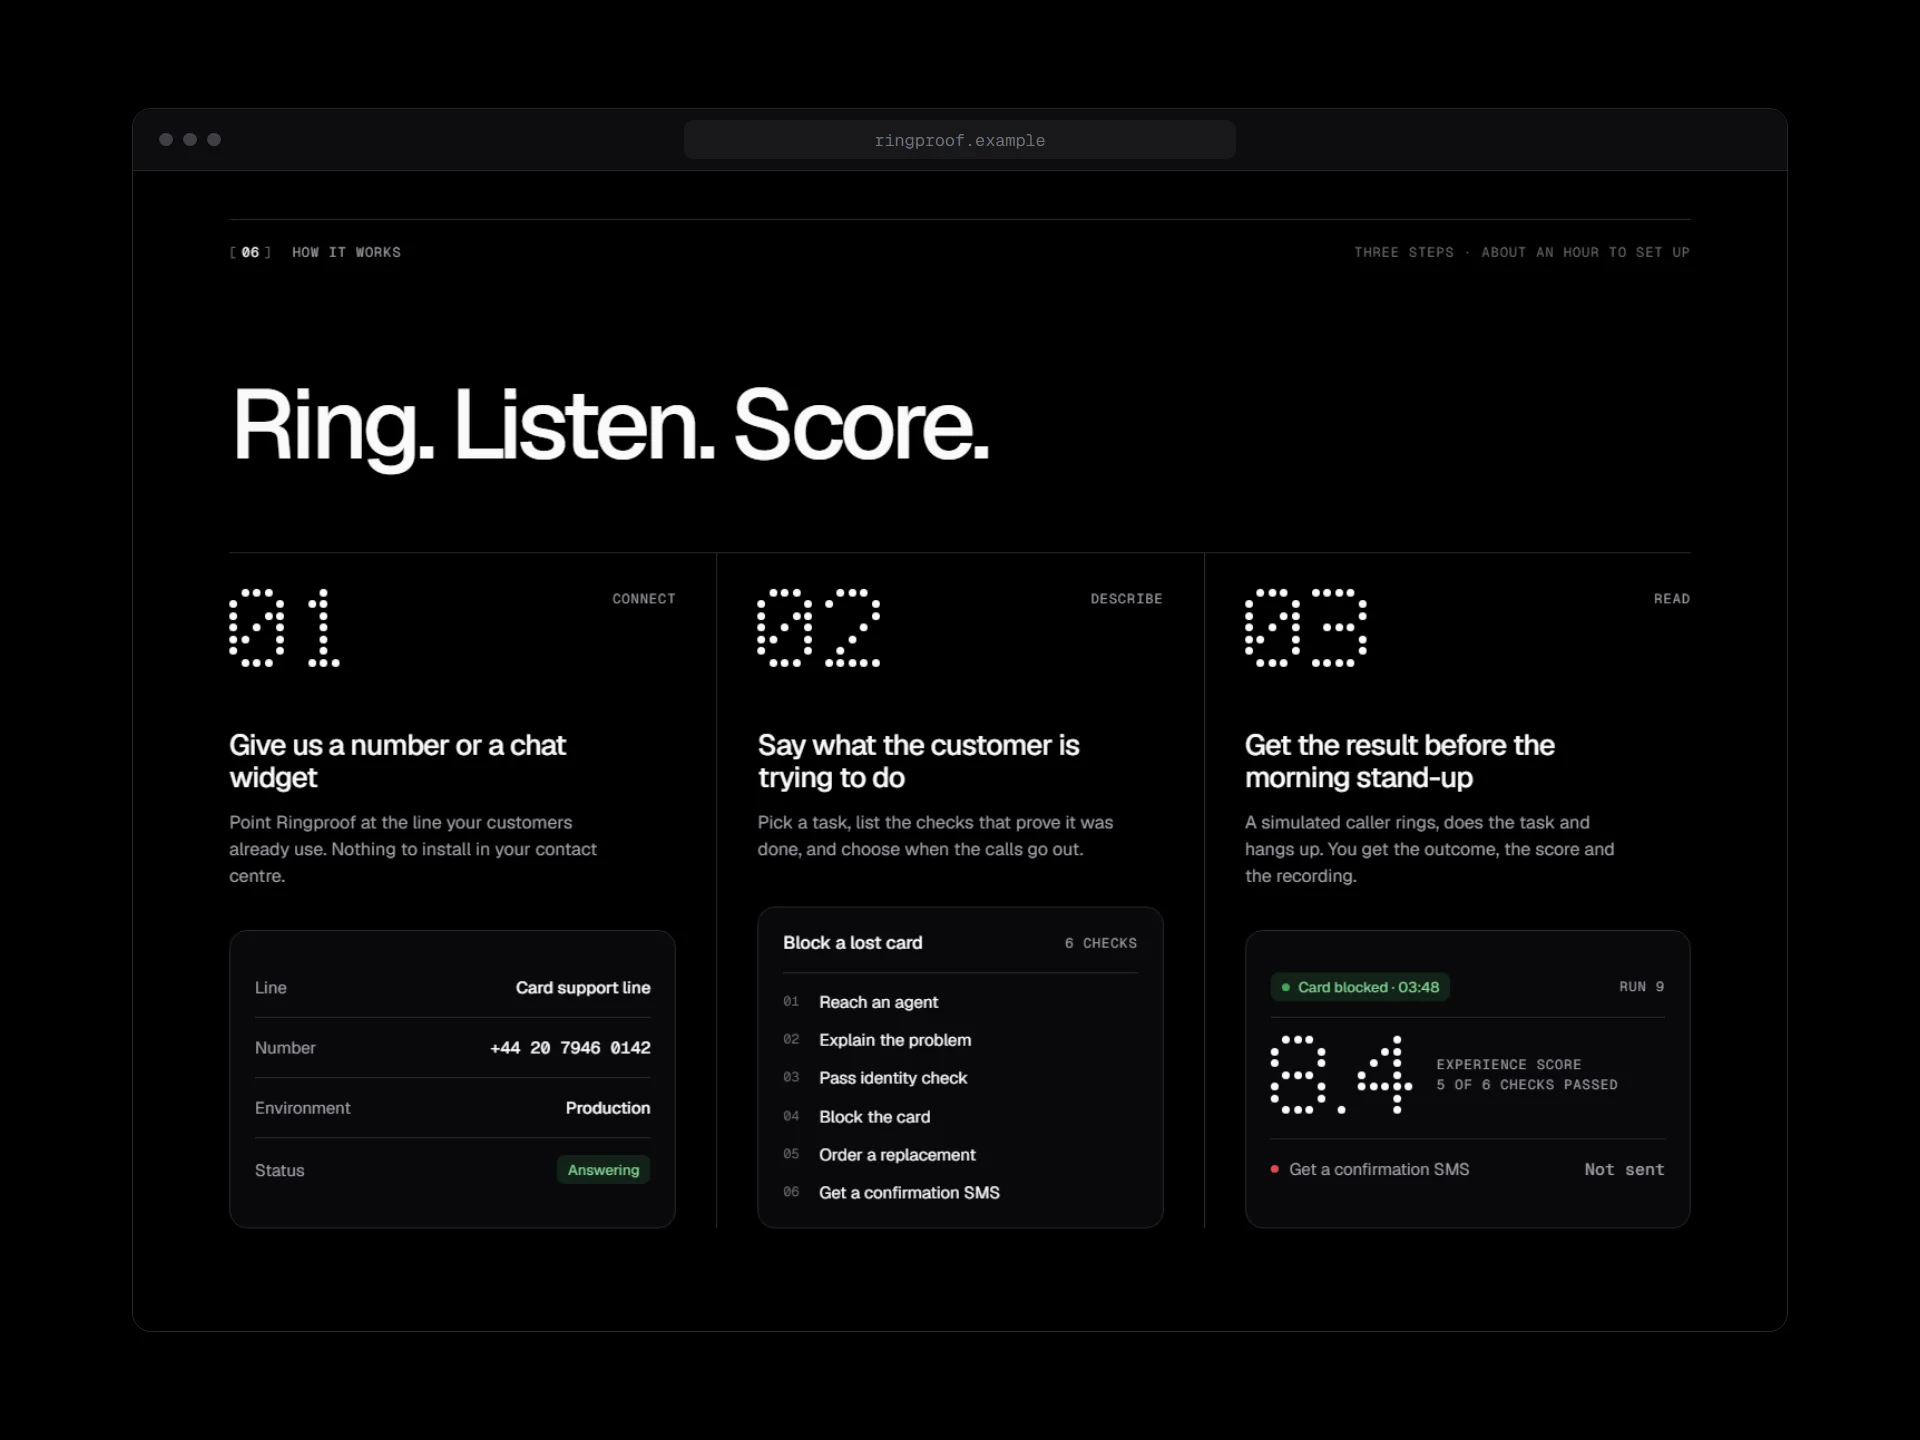 ringproof.example
[06] HOW IT WORKS
THREE STEPS · ABOUT AN HOUR TO SET UP
Ring. Listen. Score.
01
CONNECT
Give us a number or a chat
widget
Point Ringproof at the line your customers
already use. Nothing to install in your contact
centre.
Line Card support line
Number +44 20 7946 0142
Environment Production
Status Answering
02
DESCRIBE
Say what the customer is
trying to do
Pick a task, list the checks that prove it was
done, and choose when the calls go out.
Block a lost card 6 CHECKS
01 Reach an agent
02 Explain the problem
03 Pass identity check
04 Block the card
05 Order a replacement
06 Get a confirmation SMS
03
READ
Get the result before the
morning stand-up
A simulated caller rings, does the task and
hangs up. You get the outcome, the score and
the recording.
Card blocked · 03:48 RUN 9
8.4
EXPERIENCE SCORE
5 OF 6 CHECKS PASSED
Get a confirmation SMS Not sent